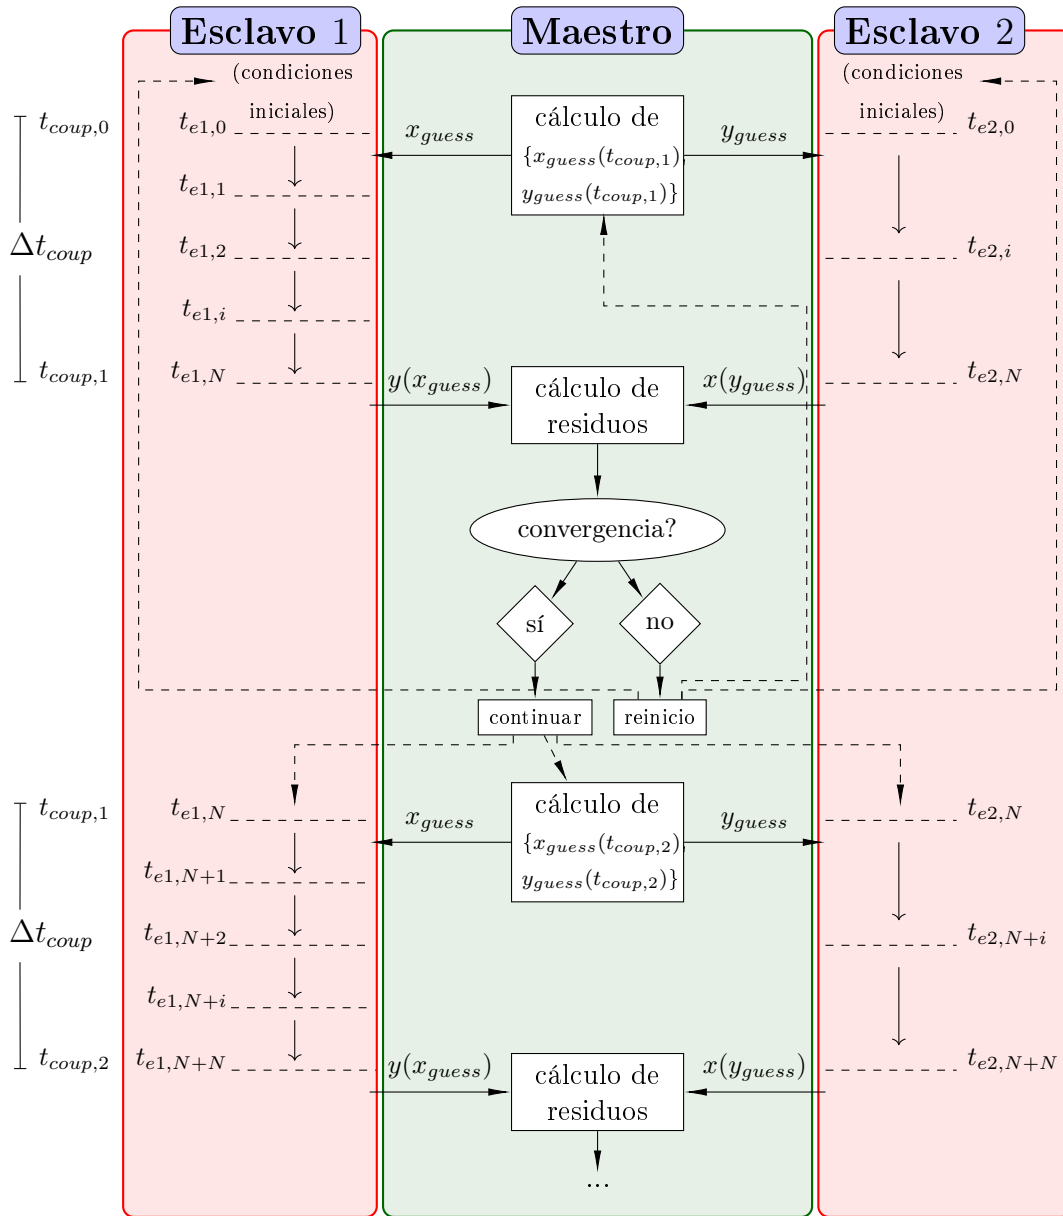 Esclavo 1
Maestro
Esclavo 2
(condiciones
iniciales)
(condiciones
iniciales)
t_{coup,0}
t_{e1,0}
x_{guess}
cálculo de
{x_{guess}(t_{coup,1}),
y_{guess}(t_{coup,1})}
y_{guess}
t_{e2,0}
t_{e1,1}
Δt_{coup}
t_{e1,2}
t_{e2,i}
t_{e1,i}
t_{coup,1}
t_{e1,N}
y(x_{guess})
cálculo de
residuos
x(y_{guess})
t_{e2,N}
convergencia?
sí
no
continuar
reinicio
t_{coup,1}
t_{e1,N}
x_{guess}
cálculo de
{x_{guess}(t_{coup,2}),
y_{guess}(t_{coup,2})}
y_{guess}
t_{e2,N}
t_{e1,N+1}
Δt_{coup}
t_{e1,N+2}
t_{e2,N+i}
t_{e1,N+i}
t_{coup,2}
t_{e1,N+N}
y(x_{guess})
cálculo de
residuos
x(y_{guess})
t_{e2,N+N}
...